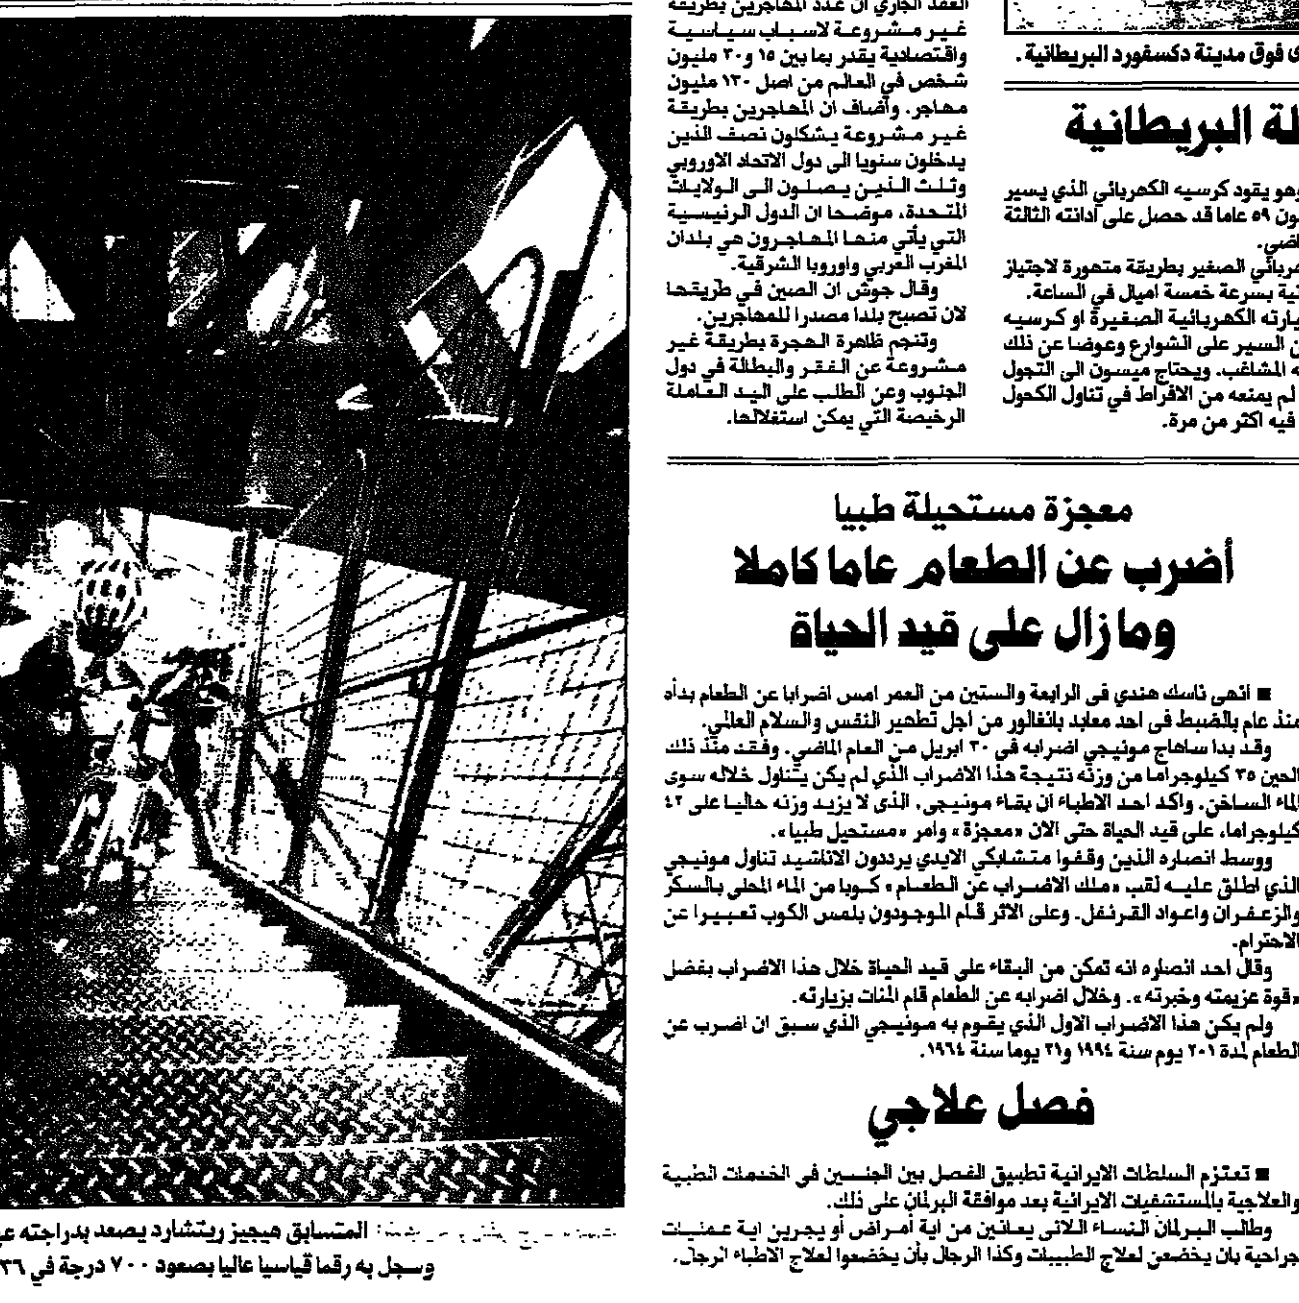 ى فوق مدينة دكسفورد البريطانية.
لة البريطانية
وهو يقود كرسيه الكهربائي الذي يسير
ون ٥٩ عاما قد حصل على ادانته الثالثة
اضي.
هربائي الصغير بطريقة متهورة لاجتياز
نية بسرعة خمسة اميال في الساعة.
يارته الكهربائية الصغيرة او كرسيه
ن السير على الشوارع وعوضا عن ذلك
ه المشاغب. ويحتاج ميسون الى التجول
لم يمنعه من الافراط في تناول الكحول
فيه اكثر من مرة.
العقد الجاري ان عدد المهاجرين بطريقة
غير مشروعة لاسباب سياسية
واقتصادية يقدر بما بين ١٥ و٣٠ مليون
شخص في العالم من اصل ١٣٠ مليون
مهاجر. وأضاف ان المهاجرين بطريقة
غير مشروعة يشكلون نصف الذين
يدخلون سنويا الى دول الاتحاد الاوروبي
وثلث الذين يصلون الى الولايات
المتحدة، موضحا ان الدول الرئيسية
التي يأتي منها المهاجرون هي بلدان
المغرب العربي واوروبا الشرقية.
وقال جوش ان الصين في طريقها
لان تصبح بلدا مصدرا للمهاجرين.
وتنجم ظاهرة الهجرة بطريقة غير
مشروعة عن الفقر والبطالة في دول
الجنوب وعن الطلب على اليد العاملة
الرخيصة التي يمكن استغلالها.
معجزة مستحيلة طبيا
أضرب عن الطعام عاما كاملا
وما زال على قيد الحياة
■ انهى ناسك هندي في الرابعة والستين من العمر امس اضرابا عن الطعام بدأه
منذ عام بالضبط في احد معابد بانغالور من اجل تطهير النفس والسلام العالمي.
وقد بدا ساهاج مونيجي اضرابه في ٣٠ ابريل من العام الماضي. وفقد منذ ذلك
الحين ٣٥ كيلوجراما من وزنه نتيجة هذا الاضراب الذي لم يكن يتناول خلاله سوى
الماء الساخن. واكد احد الاطباء ان بقاء مونيجي، الذي لا يزيد وزنه حاليا على ٤٢
كيلوجراما، على قيد الحياة حتى الان «معجزة» وامر «مستحيل طبيا».
ووسط انصاره الذين وقفوا متشابكي الايدي يرددون الاناشيد تناول مونيجي
الذي اطلق عليه لقب «ملك الاضراب عن الطعام» كوبا من الماء المحلى بالسكر
والزعفران واعواد القرنفل. وعلى الاثر قام الموجودون بلمس الكوب تعبيرا عن
الاحترام.
وقال احد انصاره انه تمكن من البقاء على قيد الحياة خلال هذا الاضراب بفضل
«قوة عزيمته وخبرته». وخلال اضرابه عن الطعام قام المئات بزيارته.
ولم يكن هذا الاضراب الاول الذي يقوم به مونيجي الذي سبق ان اضرب عن
الطعام لمدة ٢٠١ يوم سنة ١٩٩٤ و٣١ يوما سنة ١٩٦٤.
فصل علاجي
■ تعتزم السلطات الايرانية تطبيق الفصل بين الجنسين في الخدمات الطبية
والعلاجية بالمستشفيات الايرانية بعد موافقة البرلمان على ذلك.
وطالب البرلمان النساء اللاتي يعانين من اية أمراض أو يجرين اية عمليات
جراحية بان يخضعن لعلاج الطبيبات وكذا الرجال بأن يخضعوا لعلاج الاطباء الرجال.
المتسابق هيجيز ريتشارد يصعد بدراجته
وسجل به رقما قياسيا عاليا بصعود ٧٠٠ درجة في ٣٦